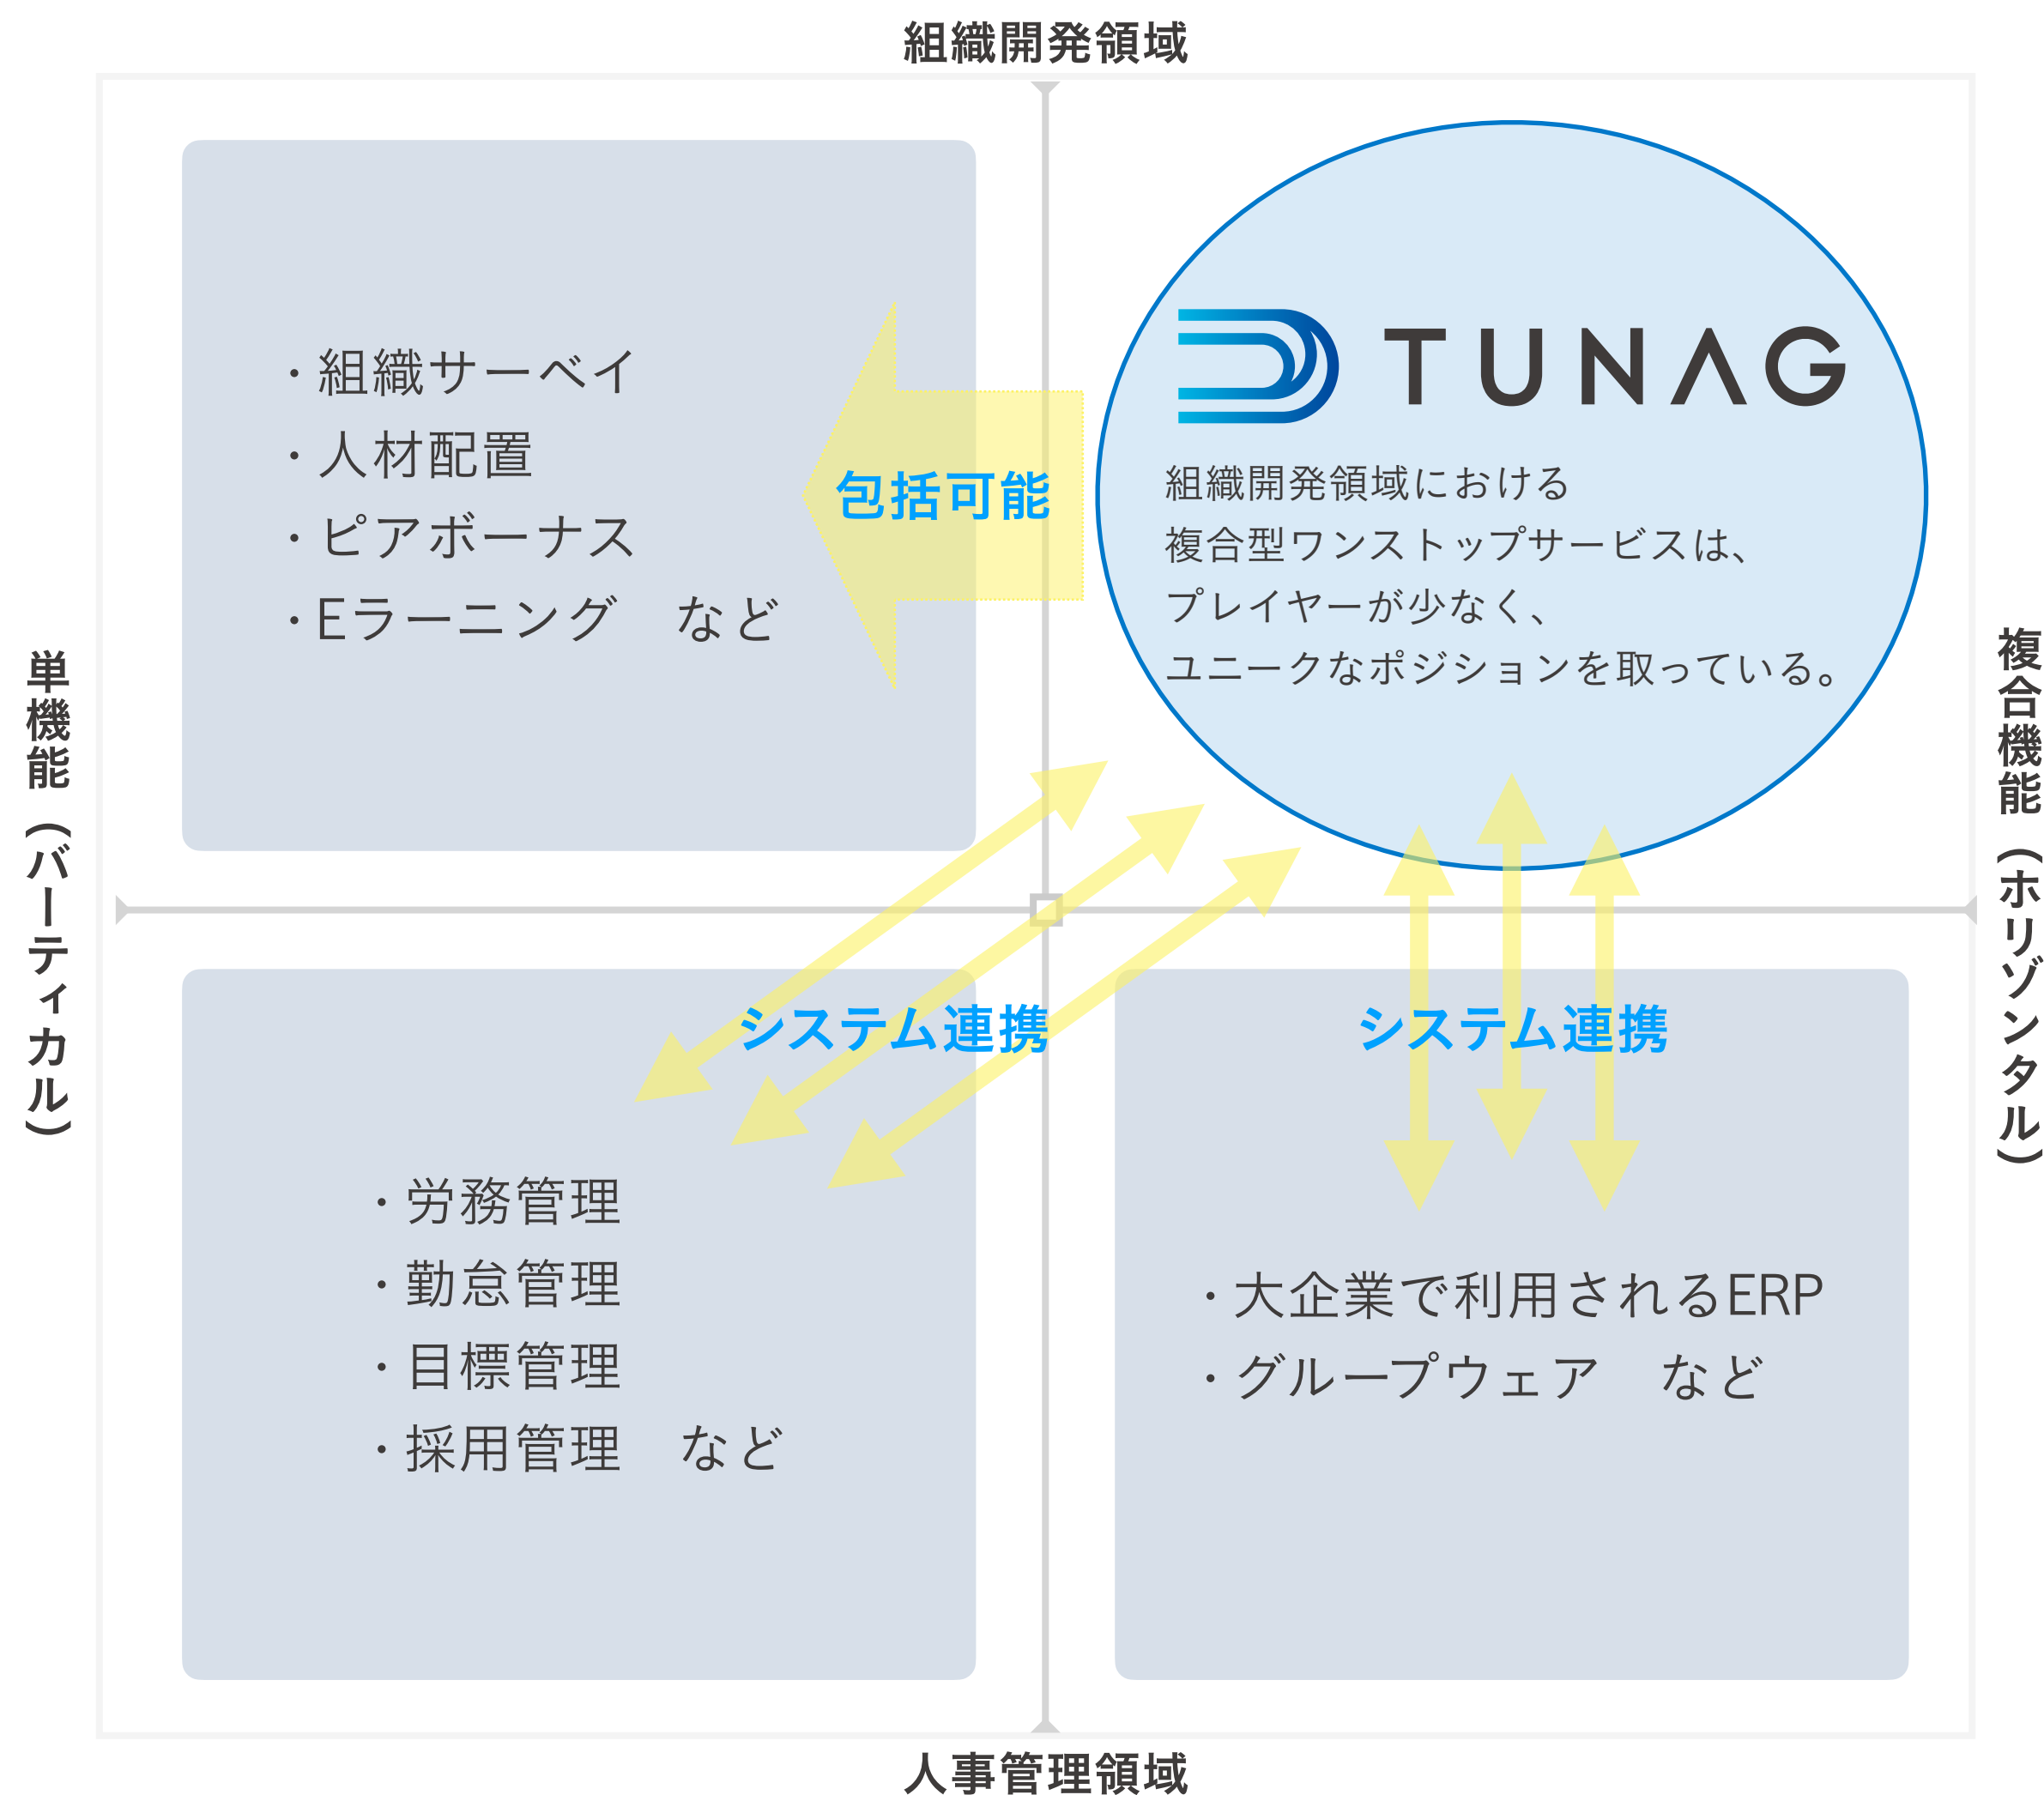 組織開発領域
単機能（バーティカル）
複合機能（ホリゾンタル）
・組織サーベイ
・人材配置
・ピアボーナス
・Eラーニング　など
包括可能
TUNAG
組織開発領域における
複合型ワンストップサービスは、
プレイヤーが少なく、
ユニークなポジションを取っている。
システム連携
・労務管理
・勤怠管理
・目標管理
・採用管理　など
システム連携
・大企業で利用されるERP
・グループウェア　など
人事管理領域